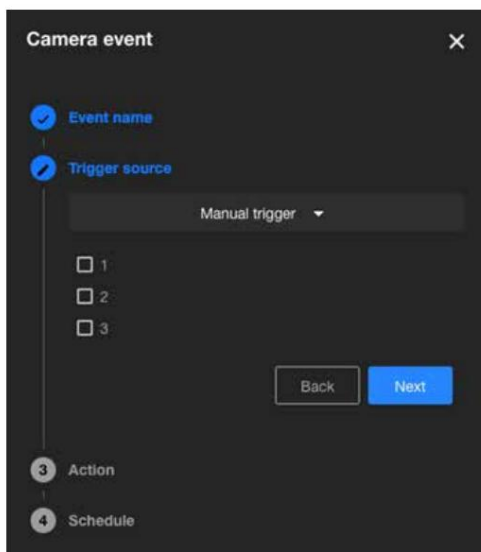 Camera event
Event name
Trigger source
Manual trigger
1
2
3
Back Next
3 Action
4 Schedule